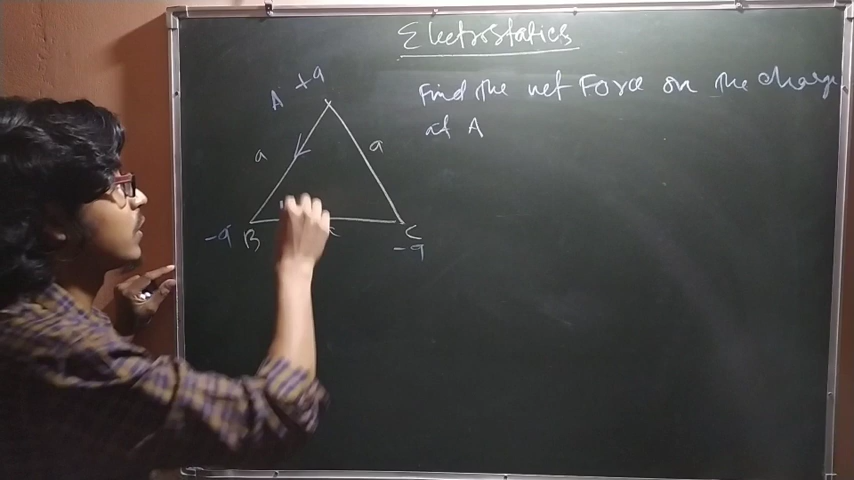 Electrostatics
Find the net Force on the charge
at A
A +q
a
a
-q B
C
-q